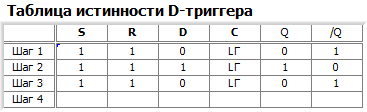 Таблица истинности D-триггера
S R D C Q /Q
Шаг 1 1 1 0 LГ 0 1
Шаг 2 1 1 1 LГ 1 0
Шаг 3 1 1 0 LГ 0 1
Шаг 4